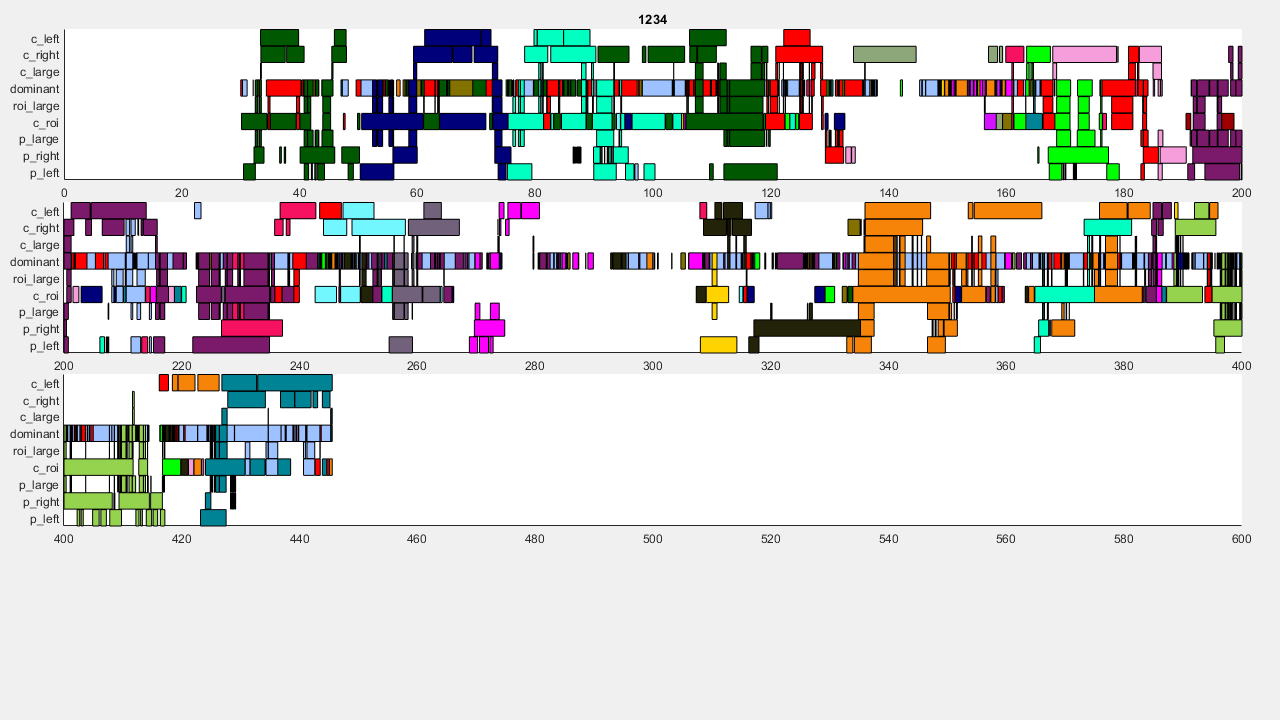 1234
c_left
c_right
c_large
dominant
roi_large
c_roi
p_large
p_right
p_left
0 20 40 60 80 100 120 140 160 180 200
c_left
c_right
c_large
dominant
roi_large
c_roi
p_large
p_right
p_left
200 220 240 260 280 300 320 340 360 380 400
c_left
c_right
c_large
dominant
roi_large
c_roi
p_large
p_right
p_left
400 420 440 460 480 500 520 540 560 580 600